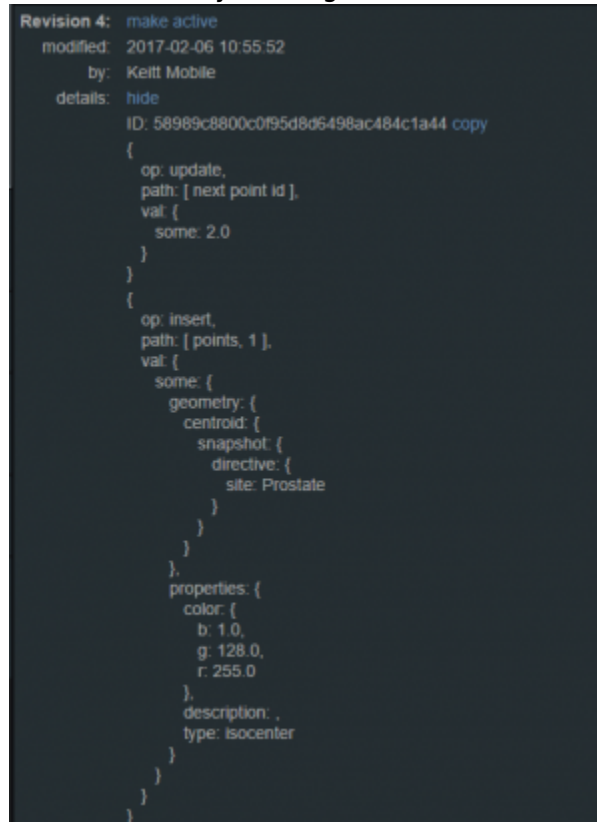 Revision 4: make active
modified: 2017-02-06 10:55:52
by: Keitt Mobile
details: hide
ID: 58989c8800c0f95d8d6498ac484c1a44 copy
{
op: update,
path: [ next point id ],
val: {
some: 2.0
}
}
{
op: insert,
path: [ points, 1 ],
val: {
some: {
geometry: {
centroid: {
snapshot: {
directive: {
site: Prostate
}
}
}
},
properties: {
color: {
b: 1.0,
g: 128.0,
r: 255.0
},
description: ,
type: isocenter
}
}
}
}